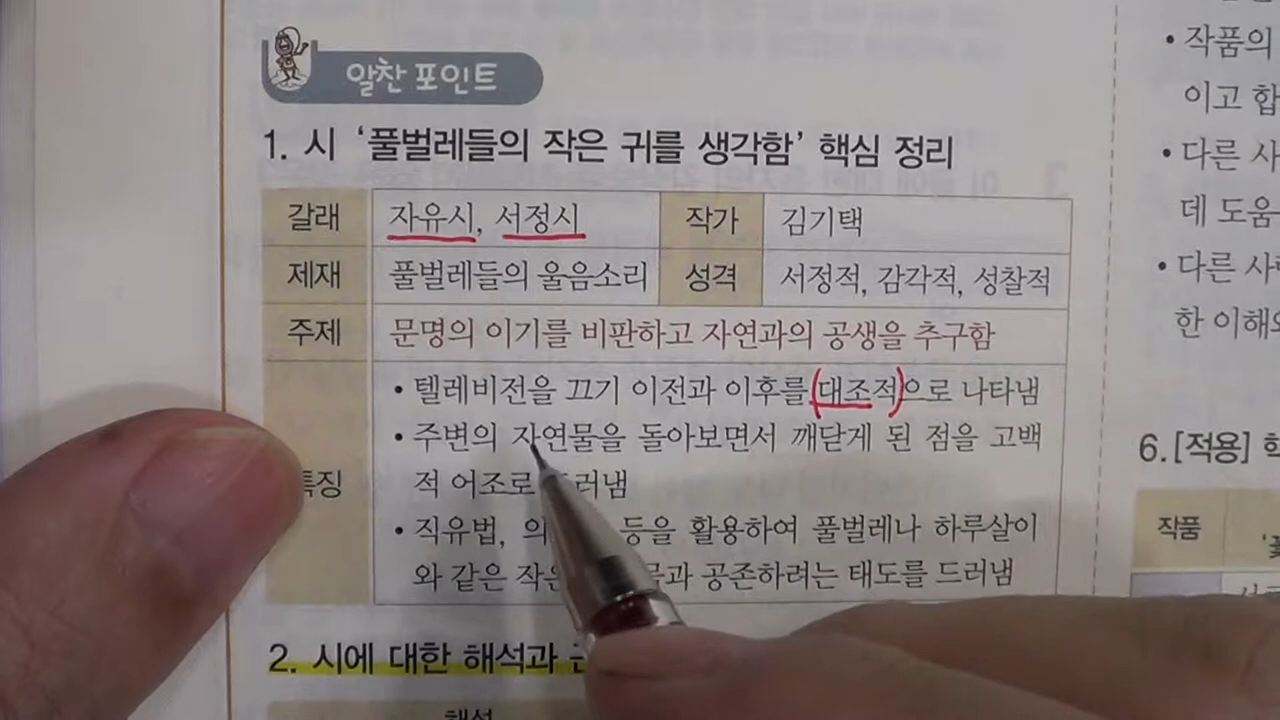 알찬 포인트
1. 시 ‘풀벌레들의 작은 귀를 생각함’ 핵심 정리
갈래 자유시, 서정시 작가 김기택
제재 풀벌레들의 울음소리 성격 서정적, 감각적, 성찰적
주제 문명의 이기를 비판하고 자연과의 공생을 추구함
특징
• 텔레비전을 끄기 이전과 이후를 (대조적)으로 나타냄
• 주변의 자연물을 돌아보면서 깨닫게 된 점을 고백
적 어조로
• 직유법, 등을 활용하여 풀벌레나 하루살이
와 같은 공존하려는 태도를 드러냄
2. 시에 대한 해석과
해석
• 작품의
이고 합
• 다른 사
데 도움
• 다른 사
한 이해
6. [적용]
작품